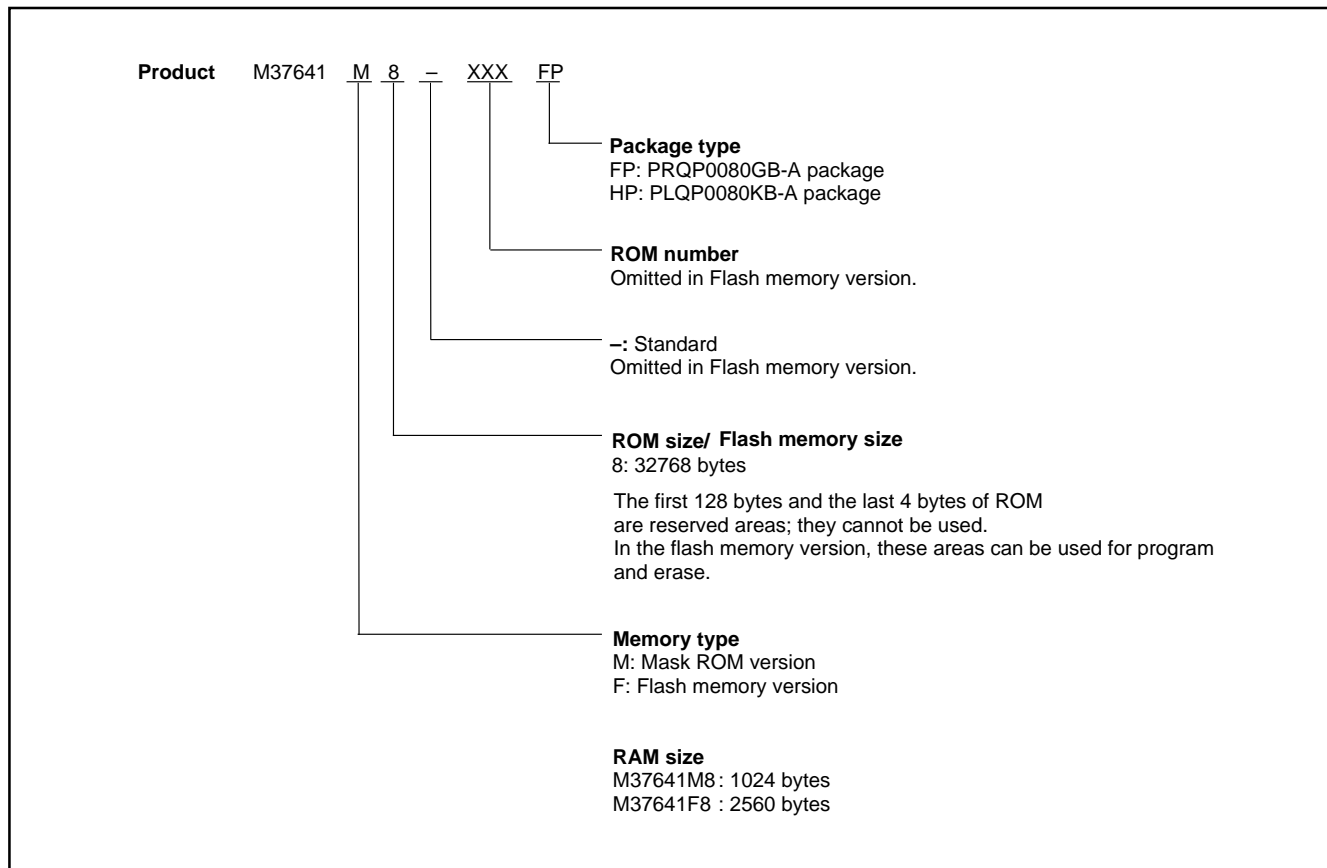 Product M37641 M 8 – XXX FP
Package type
FP: PRQP0080GB-A package
HP: PLQP0080KB-A package
ROM number
Omitted in Flash memory version.
–: Standard
Omitted in Flash memory version.
ROM size/ Flash memory size
8: 32768 bytes
The first 128 bytes and the last 4 bytes of ROM
are reserved areas; they cannot be used.
In the flash memory version, these areas can be used for program
and erase.
Memory type
M: Mask ROM version
F: Flash memory version
RAM size
M37641M8 : 1024 bytes
M37641F8 : 2560 bytes